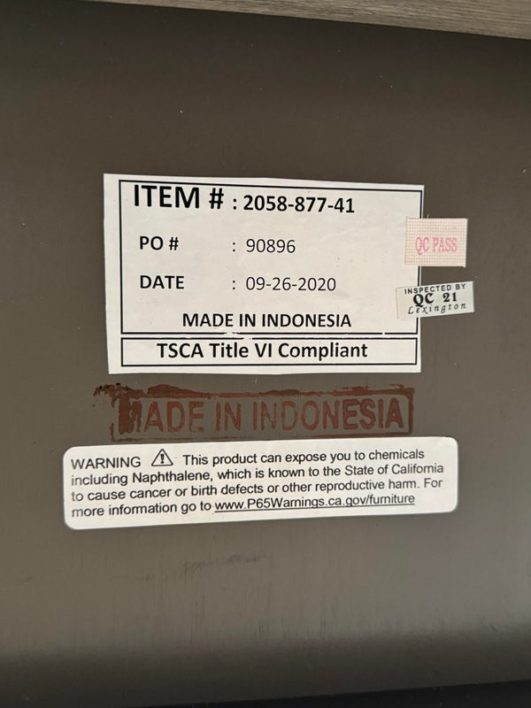 ITEM # : 2058-877-41
PO # : 90896
DATE : 09-26-2020
MADE IN INDONESIA
TSCA Title VI Compliant
QC PASS
INSPECTED BY
QC 21
Lexington
MADE IN INDONESIA
WARNING ⚠ This product can expose you to chemicals
including Naphthalene, which is known to the State of California
to cause cancer or birth defects or other reproductive harm. For
more information go to www.P65Warnings.ca.gov/furniture